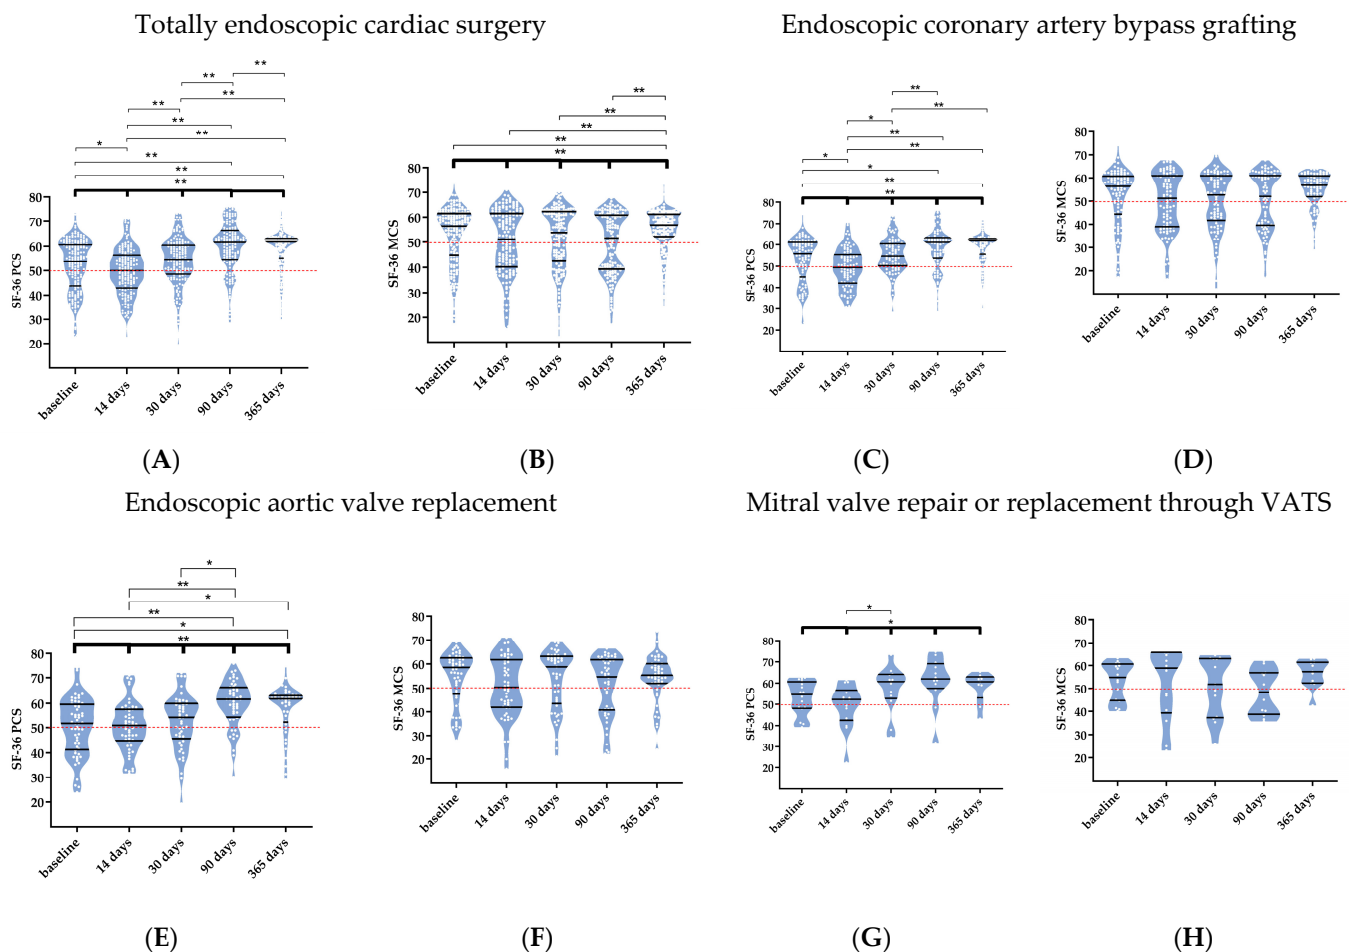 Totally endoscopic cardiac surgery
Endoscopic coronary artery bypass grafting
**
**
**
**
**
**
*
**
**
**
SF-36 PCS
80
70
60
50
40
30
20
baseline
14 days
30 days
90 days
365 days
(A)
**
**
**
**
**
SF-36 MCS
80
70
60
50
40
30
20
baseline
14 days
30 days
90 days
365 days
(B)
**
**
*
**
**
*
*
**
**
SF-36 PCS
80
70
60
50
40
30
20
baseline
14 days
30 days
90 days
365 days
(C)
SF-36 MCS
80
70
60
50
40
30
20
10
baseline
14 days
30 days
90 days
365 days
(D)
Endoscopic aortic valve replacement
Mitral valve repair or replacement through VATS
*
**
*
**
*
**
SF-36 PCS
80
70
60
50
40
30
20
baseline
14 days
30 days
90 days
365 days
(E)
SF-36 MCS
80
70
60
50
40
30
20
baseline
14 days
30 days
90 days
365 days
(F)
*
*
SF-36 PCS
80
70
60
50
40
30
20
baseline
14 days
30 days
90 days
365 days
(G)
SF-36 MCS
80
70
60
50
40
30
20
10
baseline
14 days
30 days
90 days
365 days
(H)